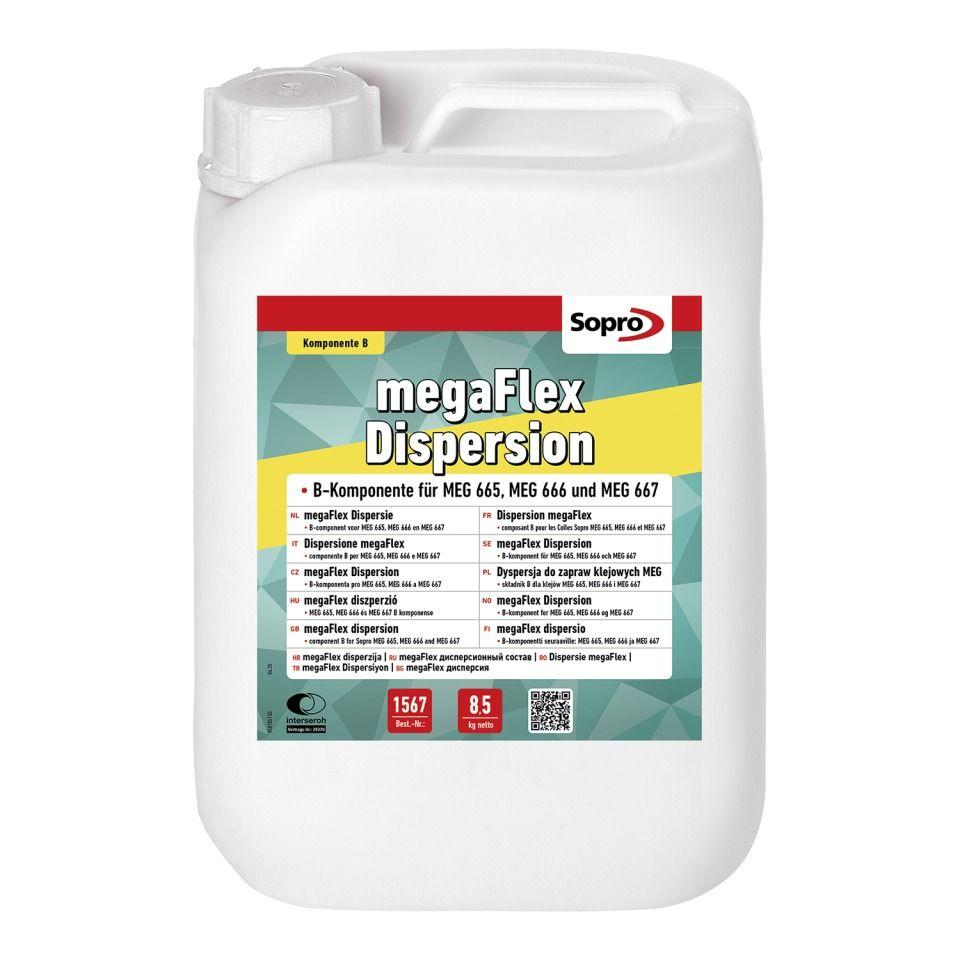 Sopro
Komponente B
megaFlex
Dispersion
• B-Komponente für MEG 665, MEG 666 und MEG 667
NL megaFlex Dispersie
• B-component voor MEG 665, MEG 666 en MEG 667
FR Dispersion megaFlex
• composant B pour les Colles Sopro MEG 665, MEG 666 et MEG 667
IT Dispersione megaFlex
• componente B per MEG 665, MEG 666 e MEG 667
SE megaFlex Dispersion
• B-komponent för MEG 665, MEG 666 och MEG 667
CZ megaFlex Dispersion
• B-komponenta pro MEG 665, MEG 666 a MEG 667
PL Dyspersja do zapraw klejowych MEG
• składnik B dla klejów MEG 665, MEG 666 i MEG 667
HU megaFlex diszperzió
• MEG 665, MEG 666 és MEG 667 B komponense
NO megaFlex Dispersion
• B-komponent for MEG 665, MEG 666 og MEG 667
GB megaFlex dispersion
• component B for Sopro MEG 665, MEG 666 and MEG 667
FI megaFlex dispersio
• B-komponentti seuraaville: MEG 665, MEG 666 ja MEG 667
HR megaFlex disperzija | RU megaFlex дисперсионный состав | RO Dispersie megaFlex |
TR megaFlex Dispersiyon | BG megaFlex дисперсия
interseroh
Vertrags-Nr.: 29370
1567
Best.-Nr.:
8,5
kg netto